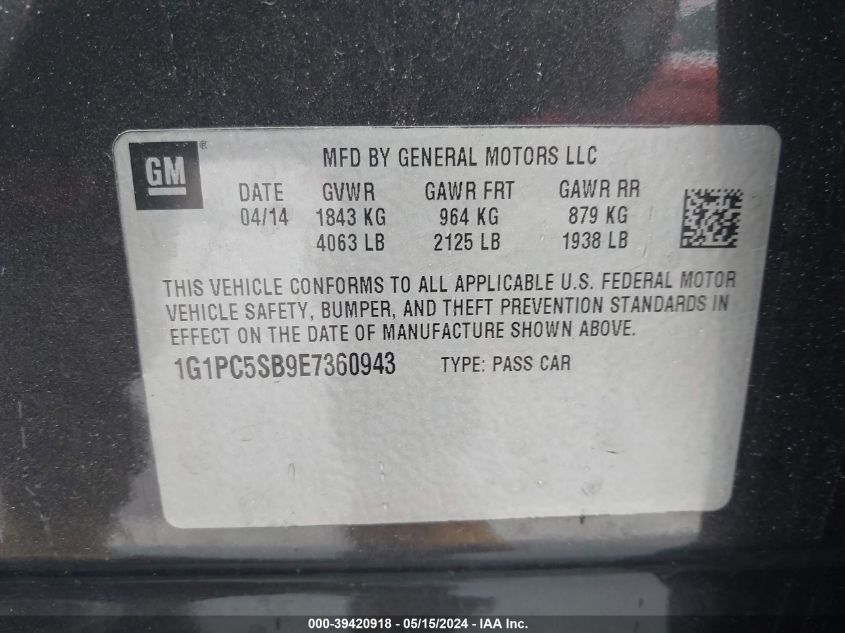 GM ®
MFD BY GENERAL MOTORS LLC
DATE GVWR GAWR FRT GAWR RR
04/14 1843 KG 964 KG 879 KG
4063 LB 2125 LB 1938 LB
THIS VEHICLE CONFORMS TO ALL APPLICABLE U.S. FEDERAL MOTOR
VEHICLE SAFETY, BUMPER, AND THEFT PREVENTION STANDARDS IN
EFFECT ON THE DATE OF MANUFACTURE SHOWN ABOVE.
1G1PC5SB9E7360943 TYPE: PASS CAR
000-39420918 - 05/15/2024 - IAA Inc.